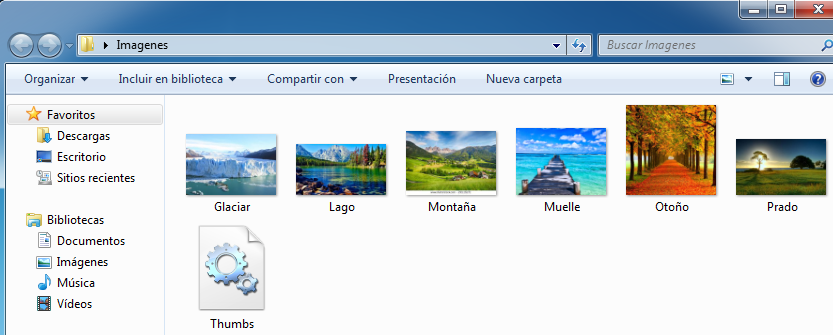 Imagenes
Buscar Imagenes
Organizar
Incluir en biblioteca
Compartir con
Presentación
Nueva carpeta
Favoritos
Descargas
Escritorio
Sitios recientes
Bibliotecas
Documentos
Imágenes
Música
Vídeos
Glaciar
Lago
Montaña
Muelle
Otoño
Prado
Thumbs